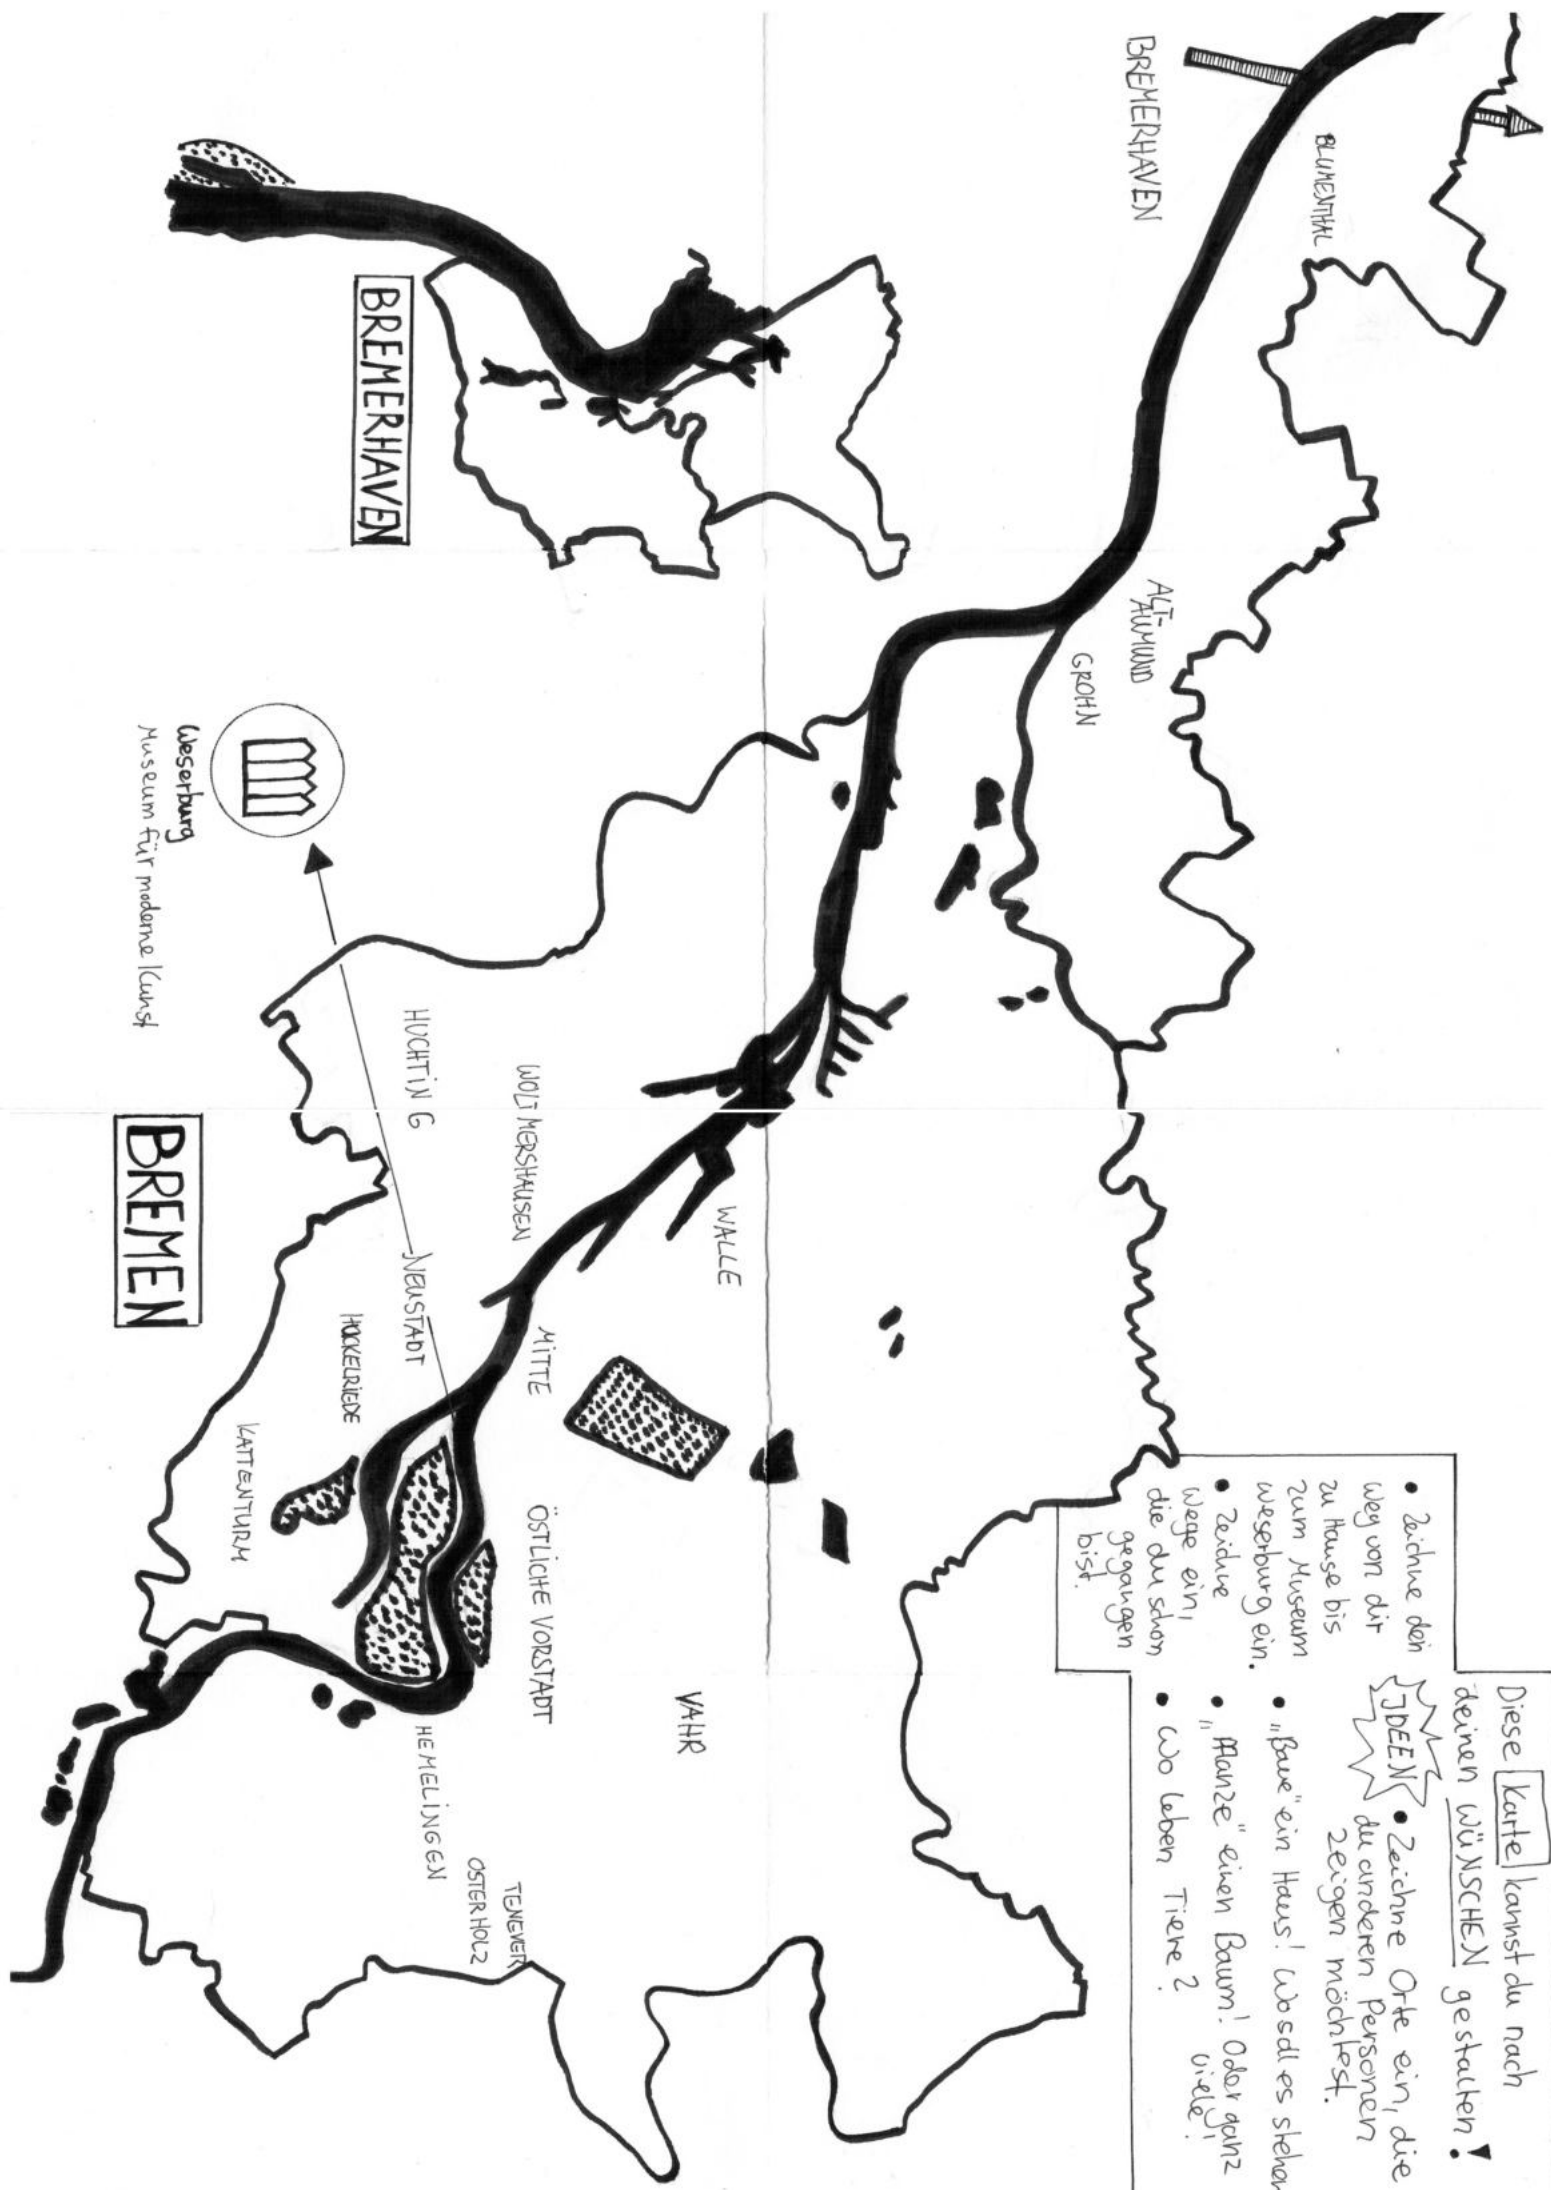 Diese Karte kannst du nach
deinen WÜNSCHEN gestalten!
IDEEN
• Zeichne Orte ein, die
du anderen Personen
zeigen möchtest.
• "Baue" ein Haus! Wo soll es stehen
• "Pflanze" einen Baum! Oder ganz
viele!
• Wo leben Tiere?
• Zeichne dein
Weg von dir
zu Hause bis
zum Museum
Weserburg ein.
• Zeichne
Wege ein,
die du schon
gegangen
bist.
BLUMENTHAL
BREMERHAVEN
ALT-
AUMUND
GROHN
BREMERHAVEN
WALLE
VAHR
WOLTMERSHAUSEN
MITTE
ÖSTLICHE VORSTADT
HUCHTING
NEUSTADT
HUCKELRIEDE
KATTENTURM
HEMELINGEN
TENEVER
OSTERHOLZ
Weserburg
Museum für moderne Kunst
BREMEN